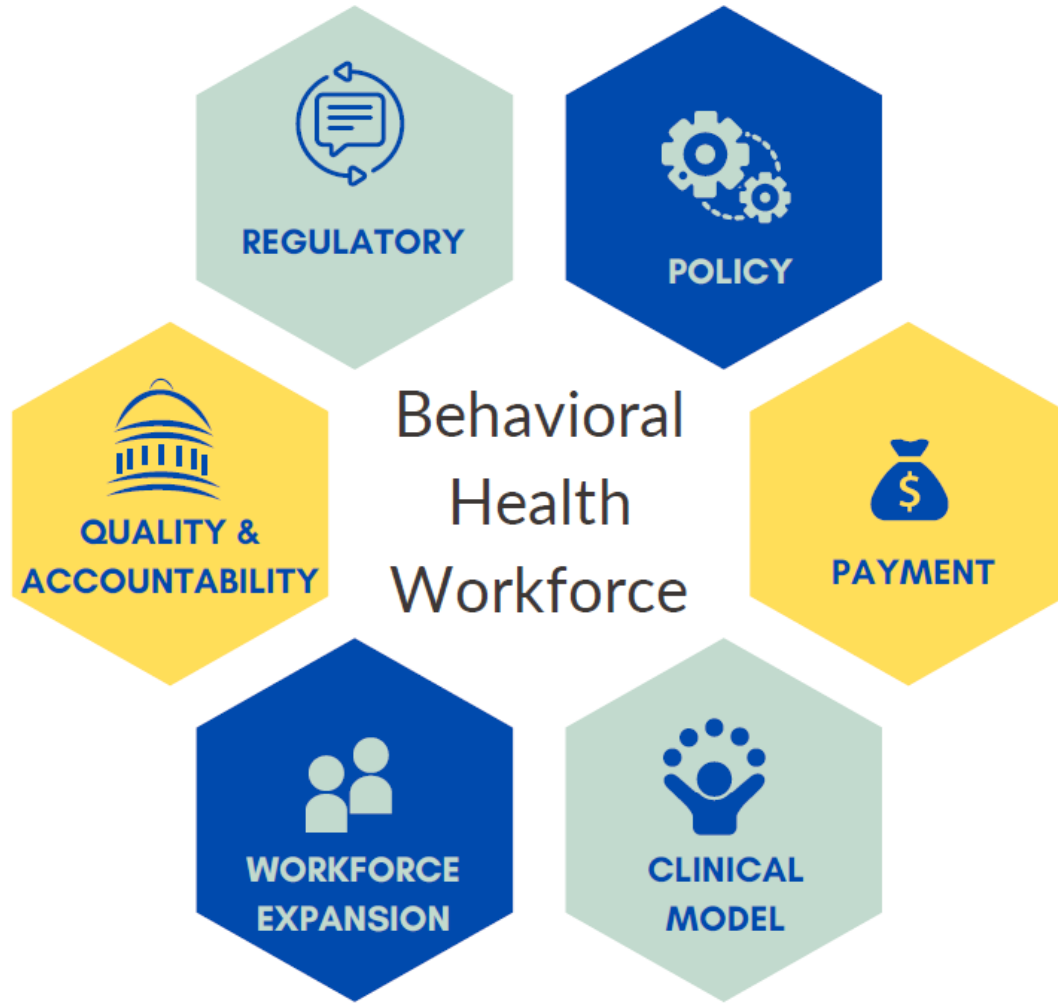 REGULATORY
POLICY
QUALITY &
ACCOUNTABILITY
Behavioral
Health
Workforce
$
PAYMENT
WORKFORCE
EXPANSION
CLINICAL
MODEL